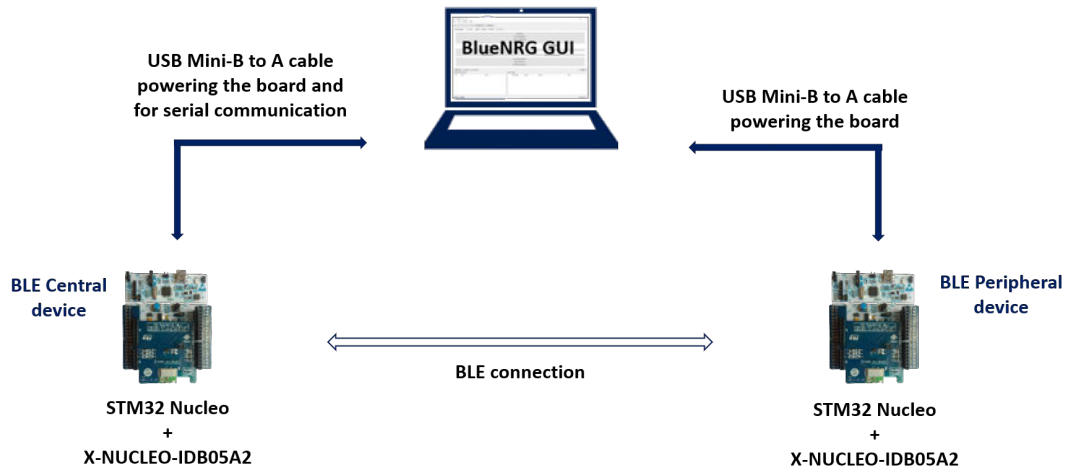 BlueNRG GUI
USB Mini-B to A cable
powering the board and
for serial communication
USB Mini-B to A cable
powering the board
BLE Central
device
BLE Peripheral
device
BLE connection
STM32 Nucleo
+
X-NUCLEO-IDB05A2
STM32 Nucleo
+
X-NUCLEO-IDB05A2